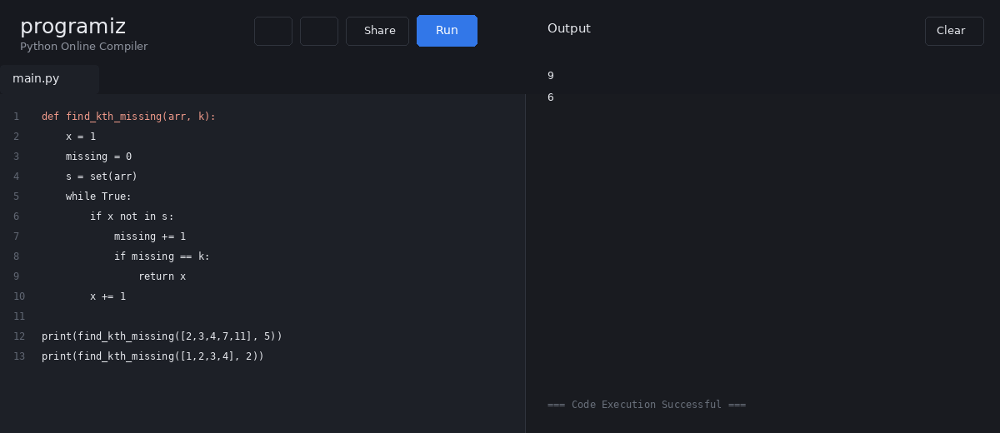 programiz
Python Online Compiler
Share
Run
main.py
1 def find_kth_missing(arr, k):
2     x = 1
3     missing = 0
4     s = set(arr)
5     while True:
6         if x not in s:
7             missing += 1
8             if missing == k:
9                 return x
10         x += 1
11
12 print(find_kth_missing([2,3,4,7,11], 5))
13 print(find_kth_missing([1,2,3,4], 2))
Output
Clear
9
6
=== Code Execution Successful ===